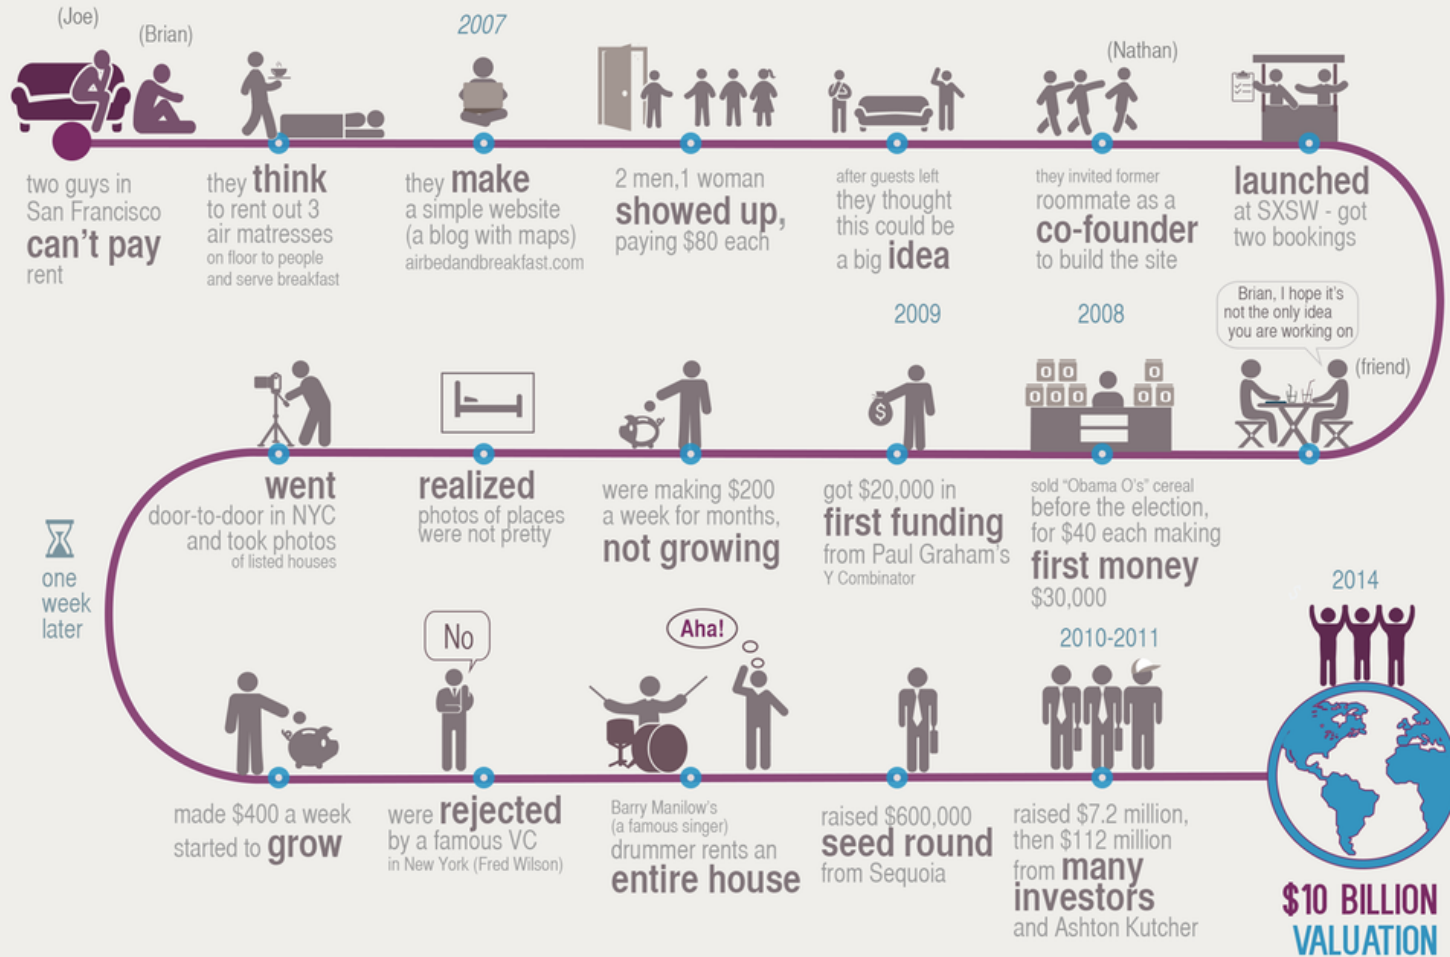 (Joe)
(Brian)
two guys in
San Francisco
can't pay
rent
they think
to rent out 3
air matresses
on floor to people
and serve breakfast
2007
they make
a simple website
(a blog with maps)
airbedandbreakfast.com
2 men,1 woman
showed up,
paying $80 each
after guests left
they thought
this could be
a big idea
(Nathan)
they invited former
roommate as a
co-founder
to build the site
launched
at SXSW - got
two bookings
Brian, I hope it's
not the only idea
you are working on
(friend)
2008
0 0 0
0 0 0 0 0
sold "Obama O's" cereal
before the election,
for $40 each making
first money
$30,000
2009
$
got $20,000 in
first funding
from Paul Graham's
Y Combinator
were making $200
a week for months,
not growing
realized
photos of places
were not pretty
went
door-to-door in NYC
and took photos
of listed houses
one
week
later
made $400 a week
started to grow
No
were rejected
by a famous VC
in New York (Fred Wilson)
Aha!
Barry Manilow's
(a famous singer)
drummer rents an
entire house
raised $600,000
seed round
from Sequoia
2010-2011
raised $7.2 million,
then $112 million
from many
investors
and Ashton Kutcher
2014
$10 BILLION
VALUATION